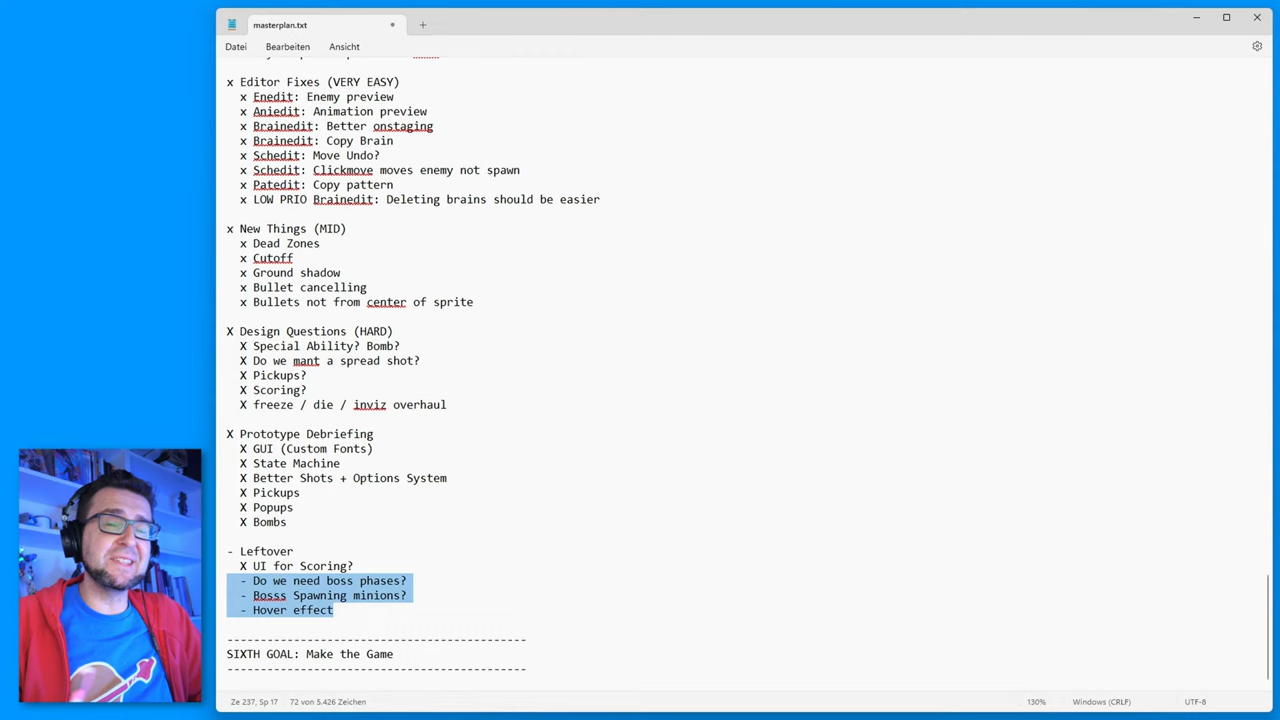 masterplan.txt
Datei Bearbeiten Ansicht
x Editor Fixes (VERY EASY)
x Enedit: Enemy preview
x Aniedit: Animation preview
x Brainedit: Better onstaging
x Brainedit: Copy Brain
x Schedit: Move Undo?
x Schedit: Clickmove moves enemy not spawn
x Patedit: Copy pattern
x LOW PRIO Brainedit: Deleting brains should be easier
x New Things (MID)
x Dead Zones
x Cutoff
x Ground shadow
x Bullet cancelling
x Bullets not from center of sprite
X Design Questions (HARD)
X Special Ability? Bomb?
X Do we mant a spread shot?
X Pickups?
X Scoring?
X freeze / die / inviz overhaul
X Prototype Debriefing
X GUI (Custom Fonts)
X State Machine
X Better Shots + Options System
X Pickups
X Popups
X Bombs
- Leftover
X UI for Scoring?
- Do we need boss phases?
- Bosss Spawning minions?
- Hover effect
---------------------------------------------
SIXTH GOAL: Make the Game
---------------------------------------------
Ze 237, Sp 17 72 von 5.426 Zeichen 130% Windows (CRLF) UTF-8